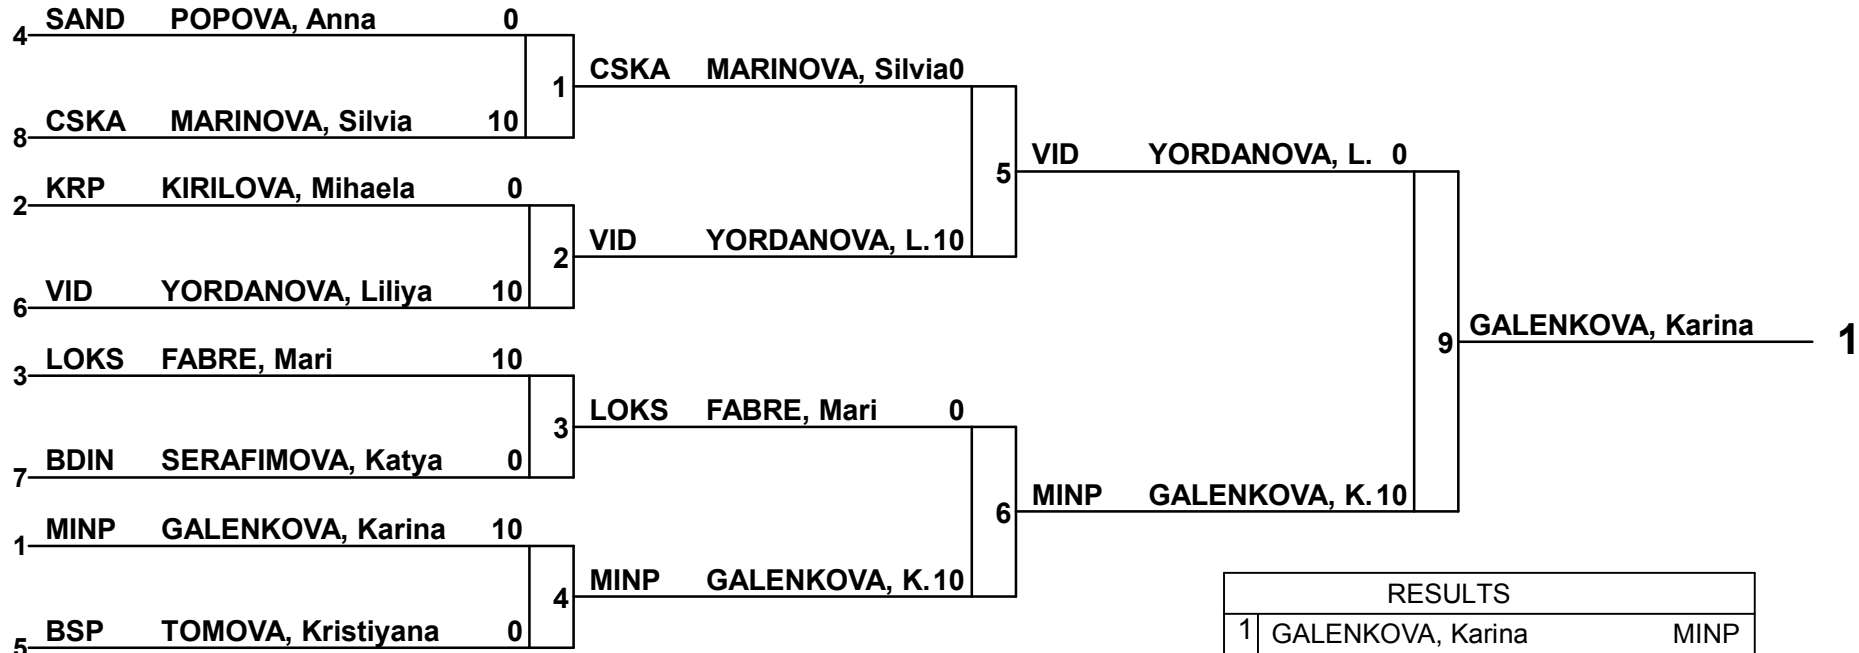 4 SAND POPOVA, Anna 0
1 CSKA MARINOVA, Silvia 0
8 CSKA MARINOVA, Silvia 10
5 VID YORDANOVA, L. 0
2 KRP KIRILOVA, Mihaela 0
2 VID YORDANOVA, L. 10
6 VID YORDANOVA, Liliya 10
9 GALENKOVA, Karina 1
3 LOKS FABRE, Mari 10
3 LOKS FABRE, Mari 0
7 BDIN SERAFIMOVA, Katya 0
6 MINP GALENKOVA, K. 10
1 MINP GALENKOVA, Karina 10
4 MINP GALENKOVA, K. 10
5 BSP TOMOVA, Kristiyana 0
RESULTS
1 GALENKOVA, Karina MINP